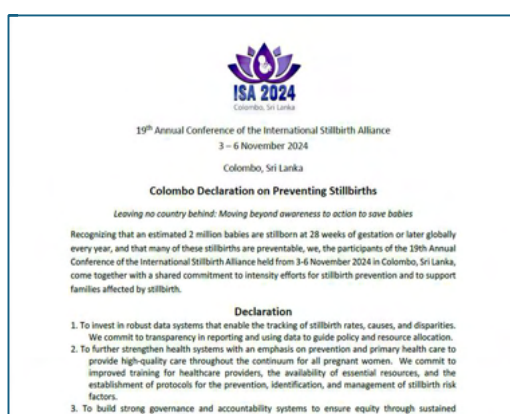 ISA 2024
Colombo, Sri Lanka
19th Annual Conference of the International Stillbirth Alliance
3 – 6 November 2024
Colombo, Sri Lanka
Colombo Declaration on Preventing Stillbirths
Leaving no country behind: Moving beyond awareness to action to save babies
Recognizing that an estimated 2 million babies are stillborn at 28 weeks of gestation or later globally
every year, and that many of these stillbirths are preventable, we, the participants of the 19th Annual
Conference of the International Stillbirth Alliance held from 3-6 November 2024 in Colombo, Sri Lanka,
come together with a shared commitment to intensity efforts for stillbirth prevention and to support
families affected by stillbirth.
Declaration
1. To invest in robust data systems that enable the tracking of stillbirth rates, causes, and disparities.
We commit to transparency in reporting and using data to guide policy and resource allocation.
2. To further strengthen health systems with an emphasis on prevention and primary health care to
provide high-quality care throughout the continuum for all pregnant women. We commit to
improved training for healthcare providers, the availability of essential resources, and the
establishment of protocols for the prevention, identification, and management of stillbirth risk
factors.
3. To build strong governance and accountability systems to ensure equity through sustained